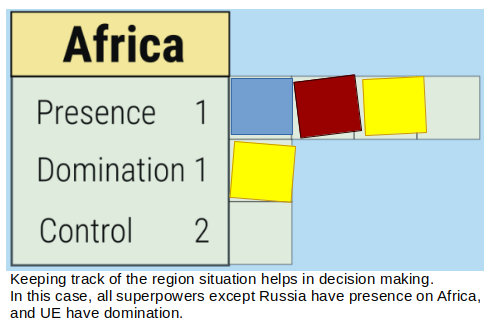 Africa
Presence 1
Domination 1
Control 2
Keeping track of the region situation helps in decision making.
In this case, all superpowers except Russia have presence on Africa,
and UE have domination.